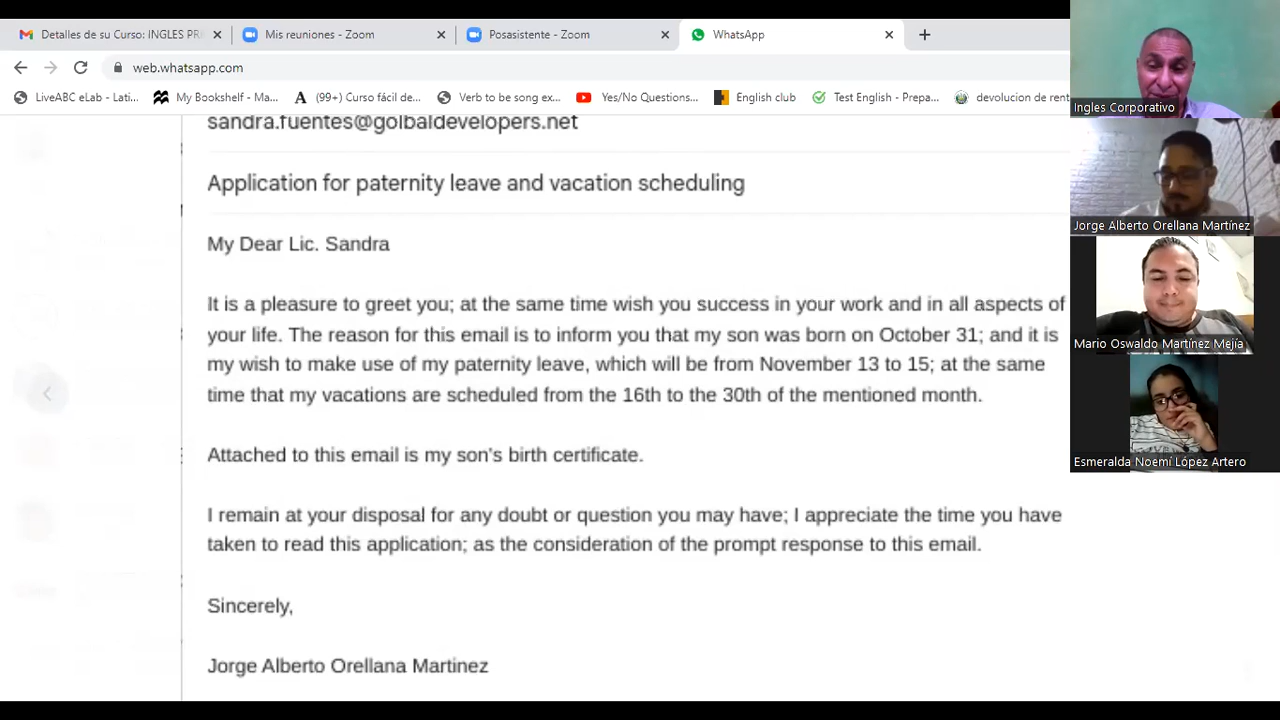 Detalles de su Curso: INGLES PRI
Mis reuniones - Zoom
Posasistente - Zoom
WhatsApp
web.whatsapp.com
LiveABC eLab - Lati...
My Bookshelf - Ma...
(99+) Curso fácil de...
Verb to be song ex...
Yes/No Questions...
English club
Test English - Prepa...
devolucion de rent
sandra.fuentes@golbaldevelopers.net
Application for paternity leave and vacation scheduling
My Dear Lic. Sandra
It is a pleasure to greet you; at the same time wish you success in your work and in all aspects of
your life. The reason for this email is to inform you that my son was born on October 31; and it is
my wish to make use of my paternity leave, which will be from November 13 to 15; at the same
time that my vacations are scheduled from the 16th to the 30th of the mentioned month.
Attached to this email is my son's birth certificate.
I remain at your disposal for any doubt or question you may have; I appreciate the time you have
taken to read this application; as the consideration of the prompt response to this email.
Sincerely,
Jorge Alberto Orellana Martinez
Ingles Corporativo
Jorge Alberto Orellana Martínez
Mario Oswaldo Martínez Mejía
Esmeralda Noemí López Artero